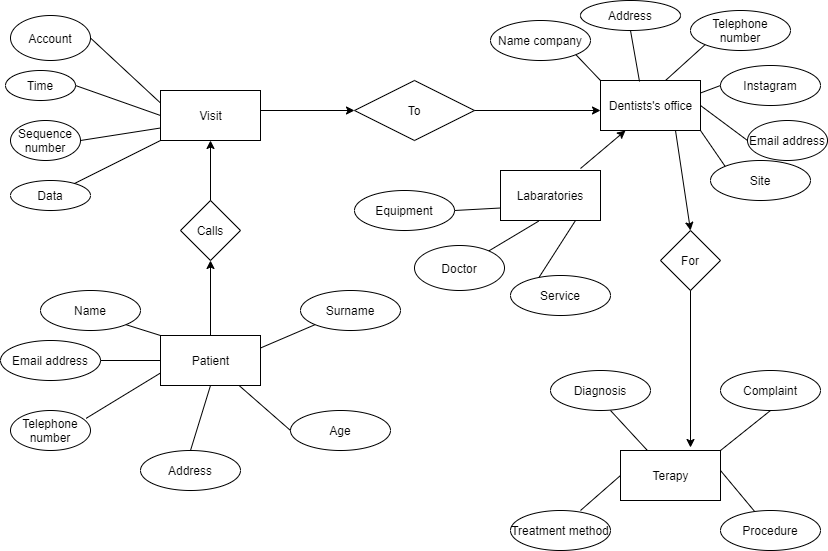 Account
Time
Sequence
number
Data
Visit
To
Name company
Address
Telephone
number
Instagram
Email address
Site
Dentists's office
Labaratories
Equipment
Doctor
Service
Calls
For
Name
Surname
Email address
Patient
Telephone
number
Address
Age
Diagnosis
Complaint
Terapy
Treatment method
Procedure